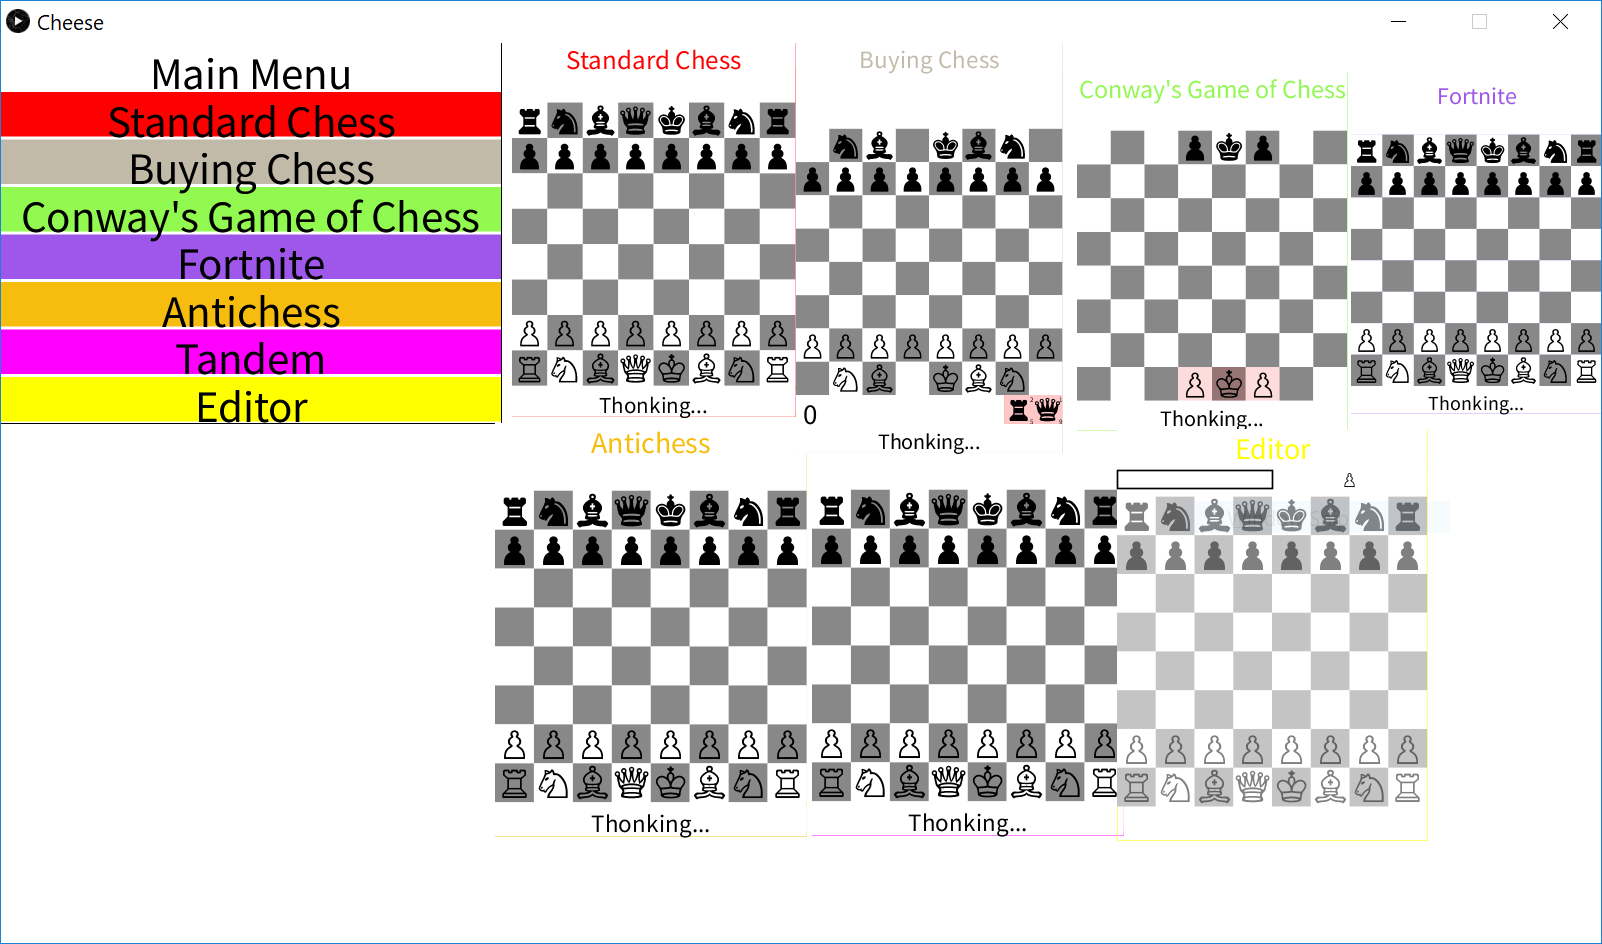 Cheese
Main Menu
Standard Chess
Buying Chess
Conway's Game of Chess
Fortnite
Antichess
Tandem
Editor
Standard Chess
Thonking...
Buying Chess
0
Thonking...
Conway's Game of Chess
Thonking...
Fortnite
Thonking...
Antichess
Thonking...
Thonking...
Editor